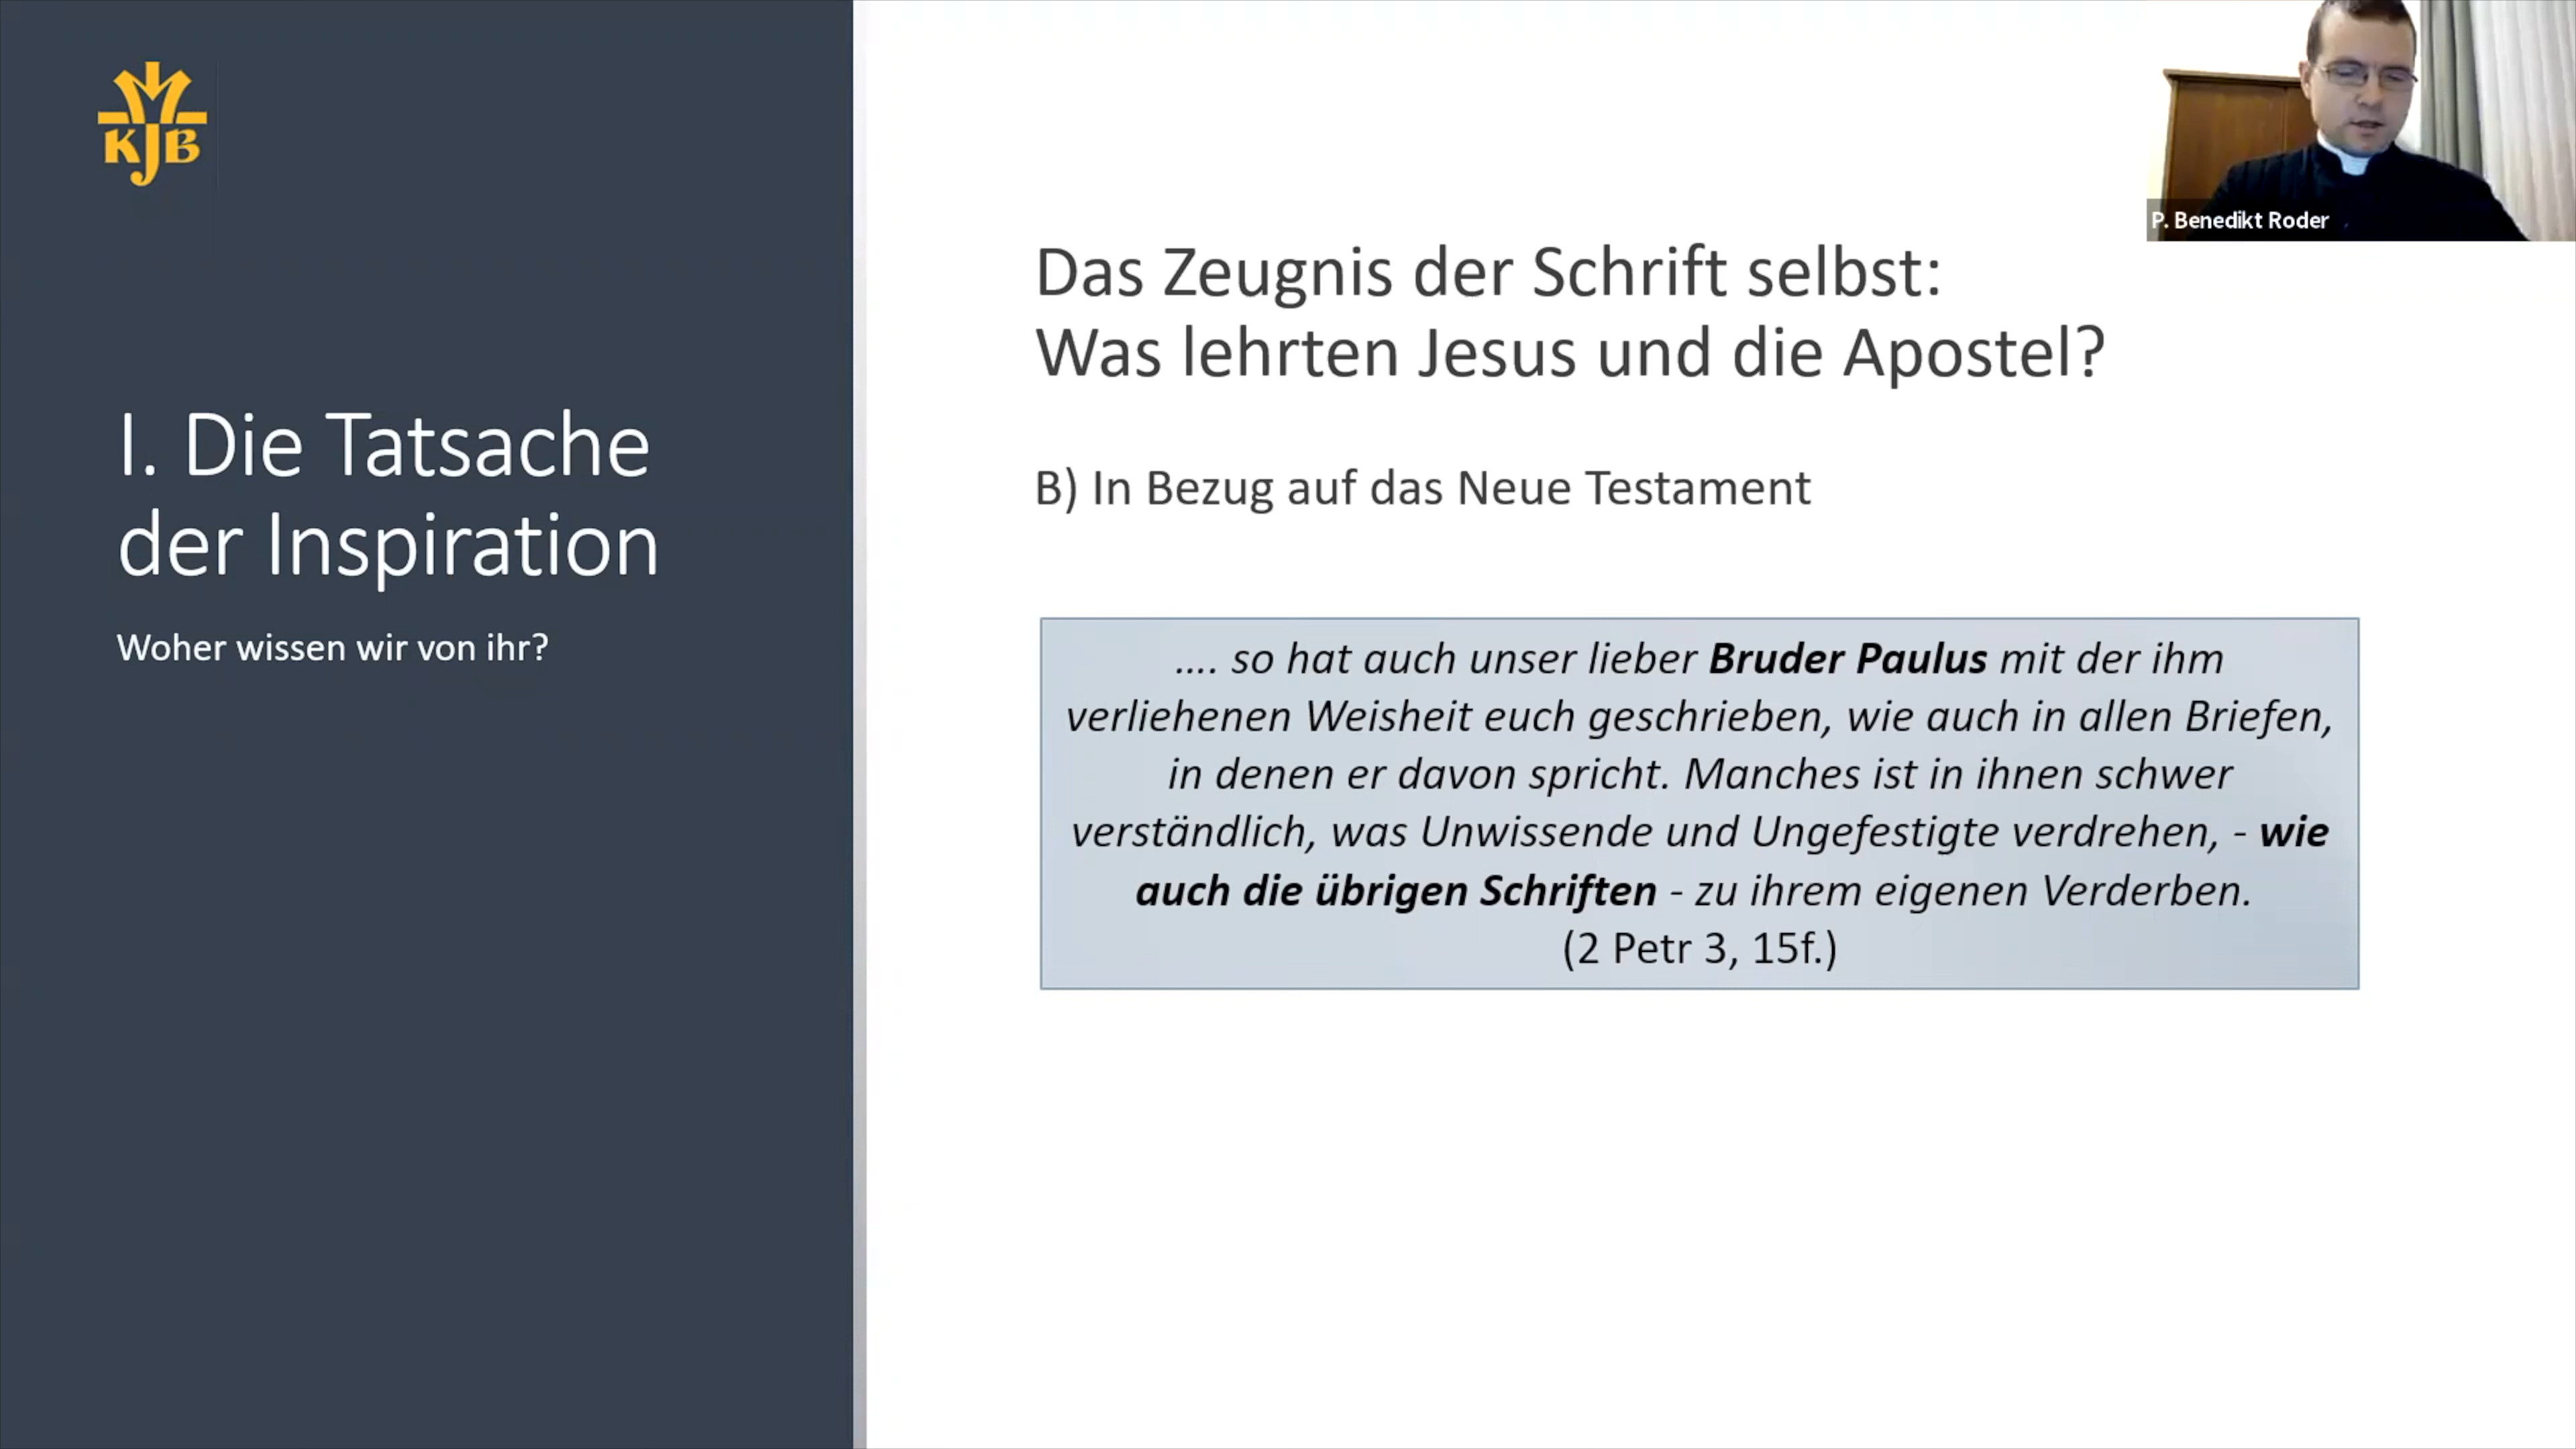 KJB
I. Die Tatsache
der Inspiration
Woher wissen wir von ihr?
P. Benedikt Roder
Das Zeugnis der Schrift selbst:
Was lehrten Jesus und die Apostel?
B) In Bezug auf das Neue Testament
.... so hat auch unser lieber Bruder Paulus mit der ihm
verliehenen Weisheit euch geschrieben, wie auch in allen Briefen,
in denen er davon spricht. Manches ist in ihnen schwer
verständlich, was Unwissende und Ungefestigte verdrehen, - wie
auch die übrigen Schriften - zu ihrem eigenen Verderben.
(2 Petr 3, 15f.)